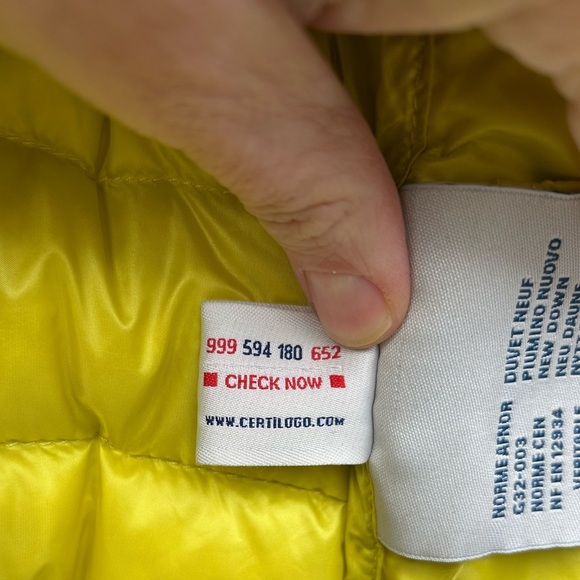 999 594 180 652
CHECK NOW
WWW.CERTILOGO.COM
NORME AFNOR
G32-003
NORME CEN
NF EN 12934
DUVET NEUF
PIUMINO NUOVO
NEW DOWN
NEU DAUNE